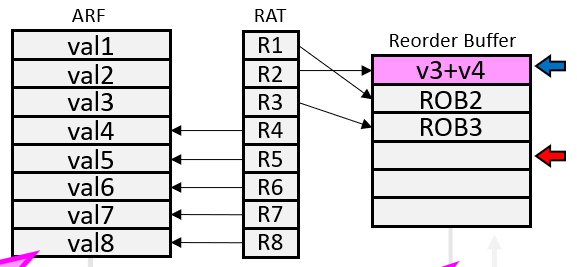 ARF
val1
val2
val3
val4
val5
val6
val7
val8
RAT
R1
R2
R3
R4
R5
R6
R7
R8
Reorder Buffer
v3+v4
ROB2
ROB3